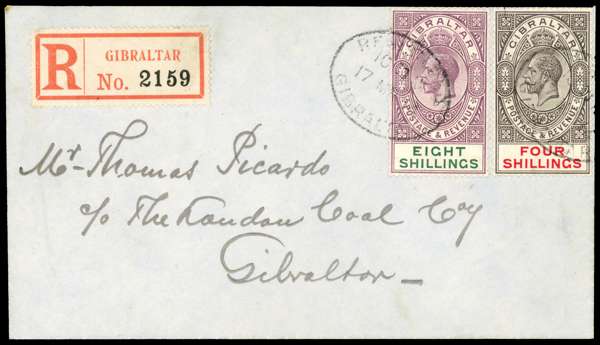 R GIBRALTAR
No. 2159
GIBRALTAR
POSTAGE & REVENUE
EIGHT
SHILLINGS
GIBRALTAR
POSTAGE & REVENUE
FOUR
SHILLINGS
17 M
GIBRALTA
Mr Thomas Picardo
c/o The London Coal Coy
Gibraltar